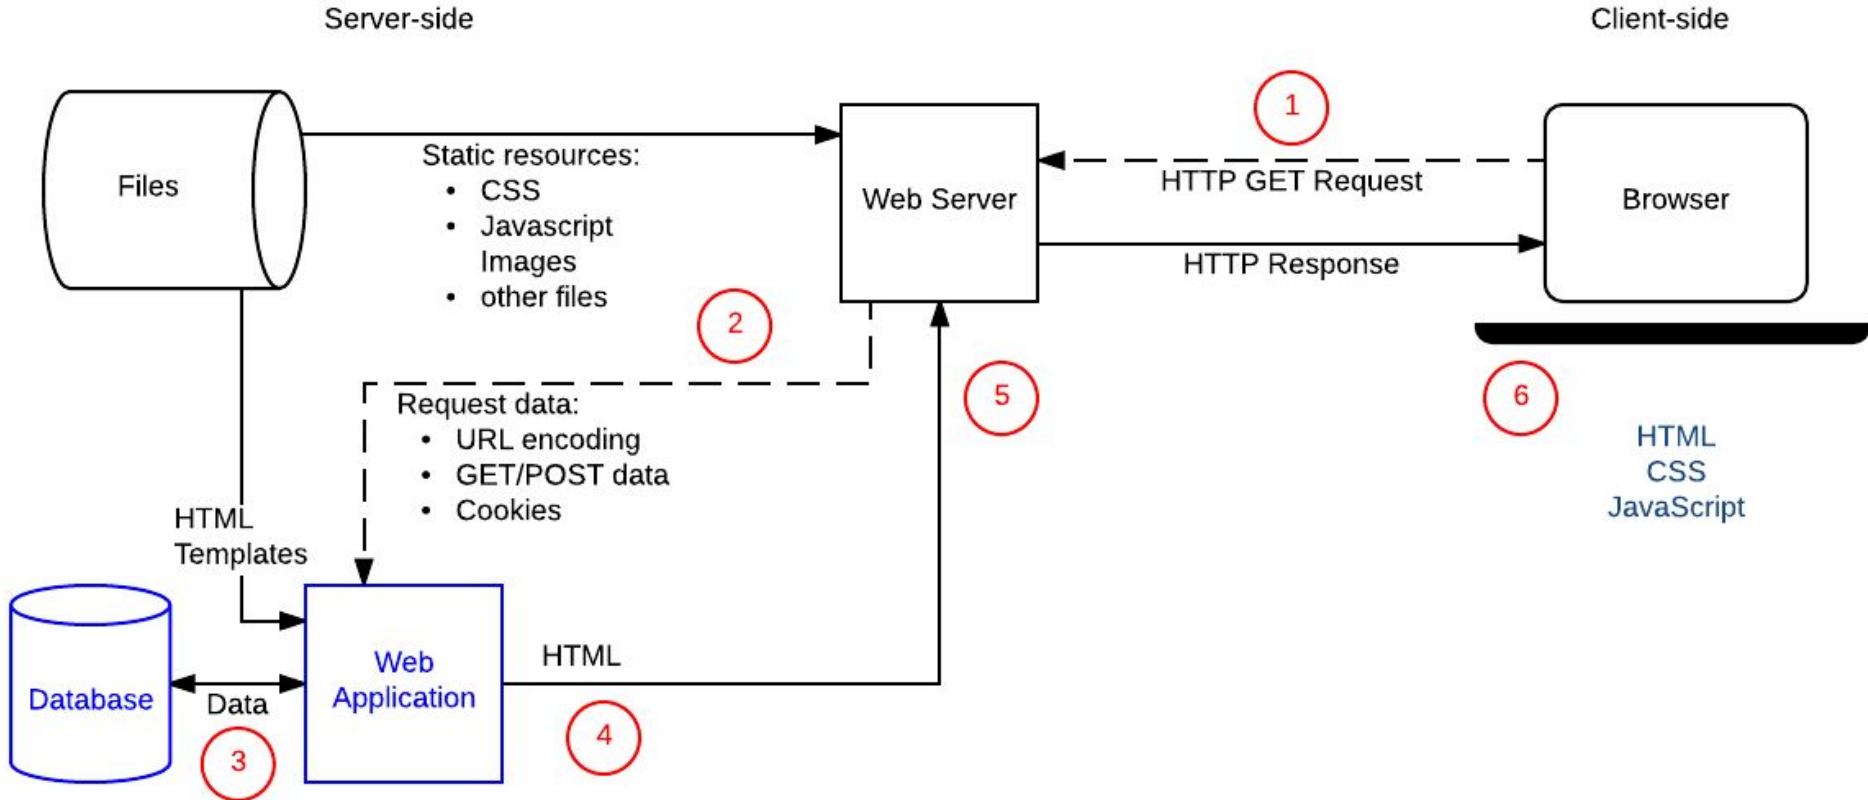 Server-side
Client-side
1
Files
Static resources:
• CSS
• Javascript
Images
• other files
Web Server
HTTP GET Request
Browser
HTTP Response
2
5
6
Request data:
• URL encoding
• GET/POST data
• Cookies
HTML
CSS
JavaScript
HTML
Templates
Database
Data
3
Web
Application
HTML
4